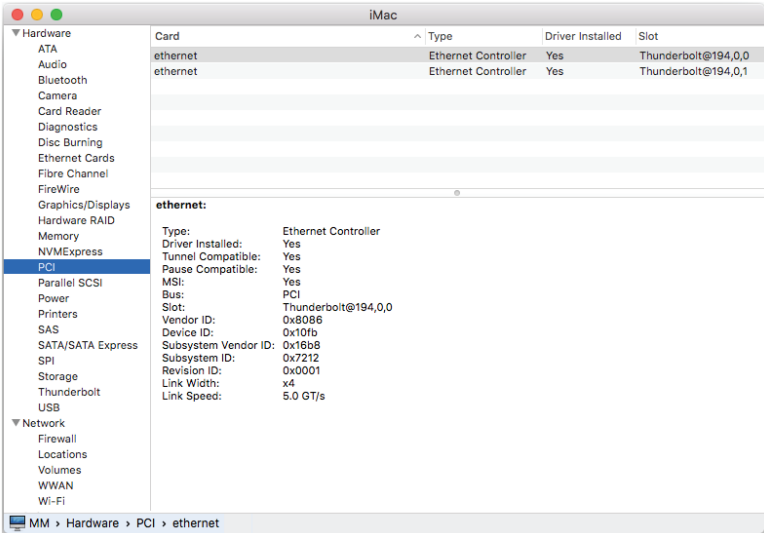 iMac
Hardware
ATA
Audio
Bluetooth
Camera
Card Reader
Diagnostics
Disc Burning
Ethernet Cards
Fibre Channel
FireWire
Graphics/Displays
Hardware RAID
Memory
NVMExpress
PCI
Parallel SCSI
Power
Printers
SAS
SATA/SATA Express
SPI
Storage
Thunderbolt
USB
Network
Firewall
Locations
Volumes
WWAN
Wi-Fi
Card Type Driver Installed Slot
ethernet Ethernet Controller Yes Thunderbolt@194,0,0
ethernet Ethernet Controller Yes Thunderbolt@194,0,1
ethernet:
Type: Ethernet Controller
Driver Installed: Yes
Tunnel Compatible: Yes
Pause Compatible: Yes
MSI: Yes
Bus: PCI
Slot: Thunderbolt@194,0,0
Vendor ID: 0x8086
Device ID: 0x10fb
Subsystem Vendor ID: 0x16b8
Subsystem ID: 0x7212
Revision ID: 0x0001
Link Width: x4
Link Speed: 5.0 GT/s
MM › Hardware › PCI › ethernet